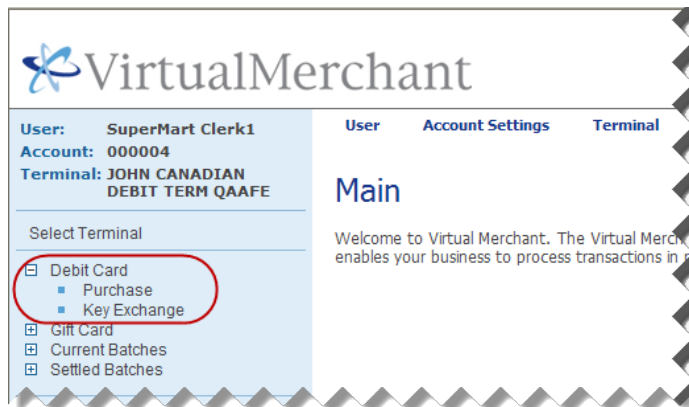 VirtualMerchant
User: SuperMart Clerk1
Account: 000004
Terminal: JOHN CANADIAN
DEBIT TERM QAAFE
Select Terminal
Debit Card
Purchase
Key Exchange
Gift Card
Current Batches
Settled Batches
User Account Settings Terminal
Main
Welcome to Virtual Merchant. The Virtual
enables your business to process transactions in